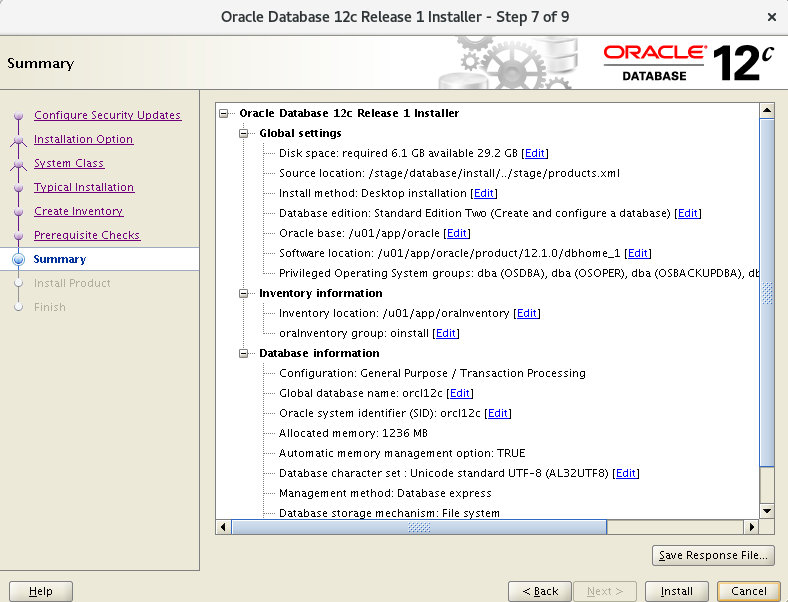 Oracle Database 12c Release 1 Installer - Step 7 of 9
Summary
ORACLE
DATABASE
12c
Configure Security Updates
Installation Option
System Class
Typical Installation
Create Inventory
Prerequisite Checks
Summary
Install Product
Finish
Oracle Database 12c Release 1 Installer
Global settings
Disk space: required 6.1 GB available 29.2 GB [Edit]
Source location: /stage/database/install/../stage/products.xml
Install method: Desktop installation [Edit]
Database edition: Standard Edition Two (Create and configure a database) [Edit]
Oracle base: /u01/app/oracle [Edit]
Software location: /u01/app/oracle/product/12.1.0/dbhome_1 [Edit]
Privileged Operating System groups: dba (OSDBA), dba (OSOPER), dba (OSBACKUPDBA), db
Inventory information
Inventory location: /u01/app/oraInventory [Edit]
oraInventory group: oinstall [Edit]
Database information
Configuration: General Purpose / Transaction Processing
Global database name: orcl12c [Edit]
Oracle system identifier (SID): orcl12c [Edit]
Allocated memory: 1236 MB
Automatic memory management option: TRUE
Database character set : Unicode standard UTF-8 (AL32UTF8) [Edit]
Management method: Database express
Database storage mechanism: File system
Save Response File...
Help
< Back
Next >
Install
Cancel